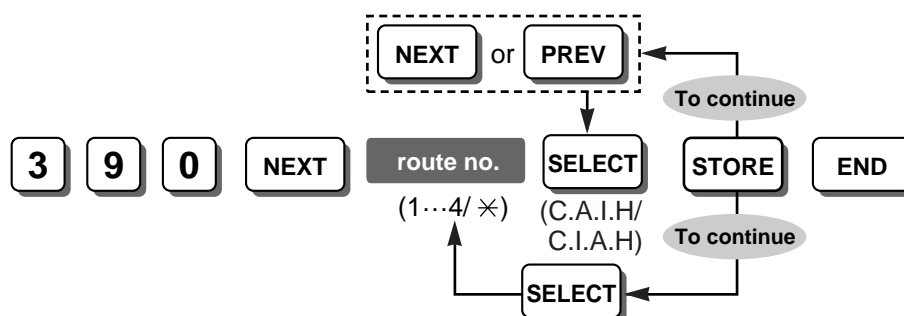 NEXT or PREV
To continue
3 9 0 NEXT route no. SELECT STORE END
(1···4/ ✳) (C.A.I.H/
C.I.A.H)
To continue
SELECT